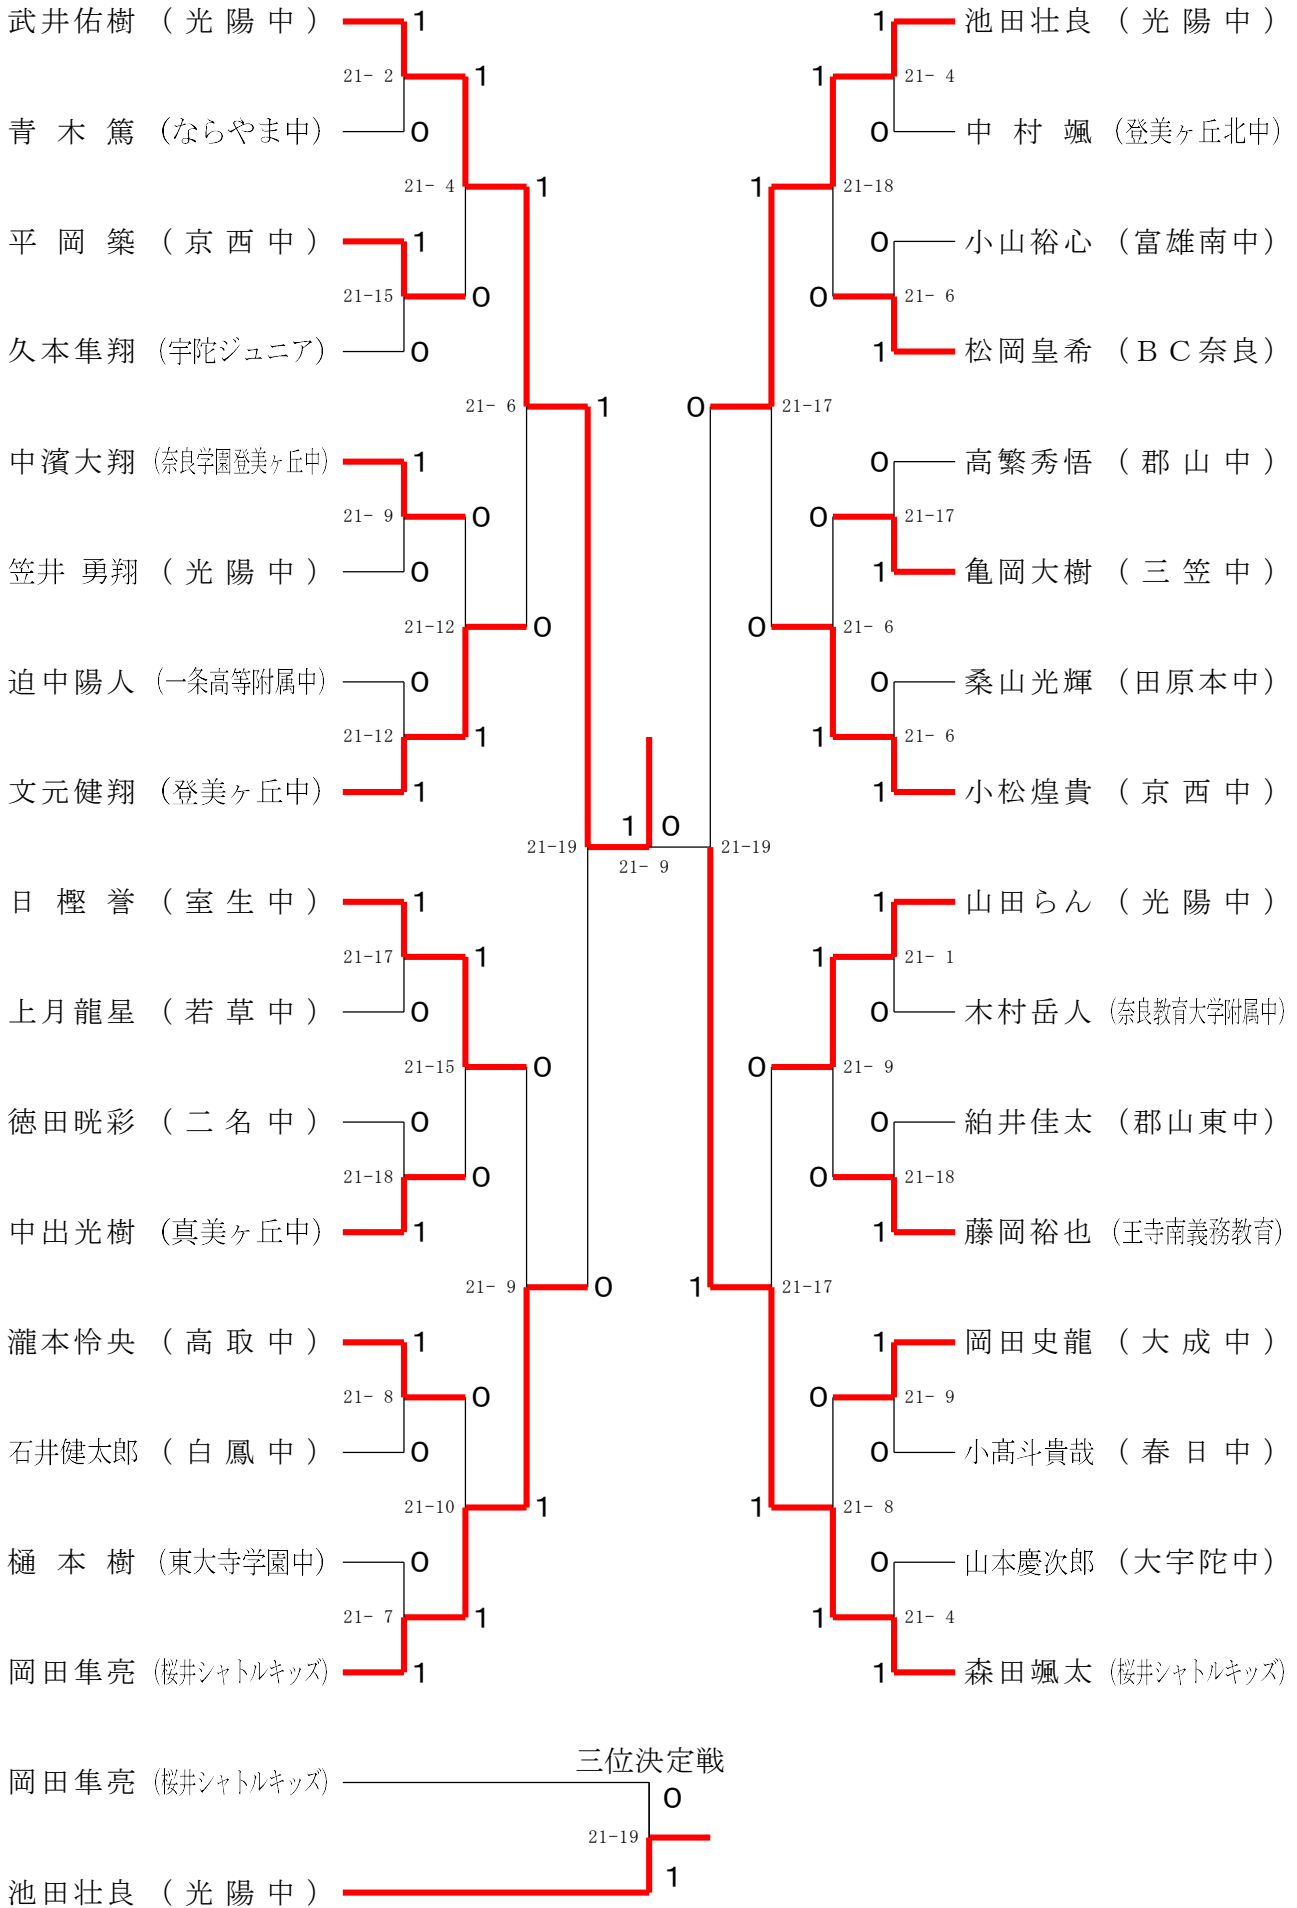 武井佑樹 (光陽中) 1 1 池田壮良 (光陽中)
21- 2 1 1 21- 4
青木篤 (ならやま中) 0 0 中村颯 (登美ヶ丘北中)
21- 4 1 1 21-18
平岡築 (京西中) 1 0 小山裕心 (富雄南中)
21-15 0 0 21- 6
久本隼翔 (宇陀ジュニア) 0 1 松岡皇希 (BC奈良)
21- 6 1 0 21-17
中濱大翔 (奈良学園登美ヶ丘中) 1 0 高繁秀悟 (郡山中)
21- 9 0 0 21-17
笠井 勇翔 (光陽中) 0 1 亀岡大樹 (三笠中)
21-12 0 0 21- 6
迫中陽人 (一条高等附属中) 0 0 桑山光輝 (田原本中)
21-12 1 1 21- 6
文元健翔 (登美ヶ丘中) 1 1 小松煌貴 (京西中)
1 0
21-19 21-19
21- 9
日樫誉 (室生中) 1 1 山田らん (光陽中)
21-17 1 1 21- 1
上月龍星 (若草中) 0 0 木村岳人 (奈良教育大学附属中)
21-15 0 0 21- 9
徳田晄彩 (二名中) 0 0 絈井佳太 (郡山東中)
21-18 0 0 21-18
中出光樹 (真美ヶ丘中) 1 1 藤岡裕也 (王寺南義務教育)
21- 9 0 1 21-17
瀧本怜央 (高取中) 1 1 岡田史龍 (大成中)
21- 8 0 0 21- 9
石井健太郎 (白鳳中) 0 0 小髙斗貴哉 (春日中)
21-10 1 1 21- 8
樋本樹 (東大寺学園中) 0 0 山本慶次郎 (大宇陀中)
21- 7 1 1 21- 4
岡田隼亮 (桜井シャトルキッズ) 1 1 森田颯太 (桜井シャトルキッズ)
三位決定戦
岡田隼亮 (桜井シャトルキッズ) 0
21-19
池田壮良 (光陽中) 1